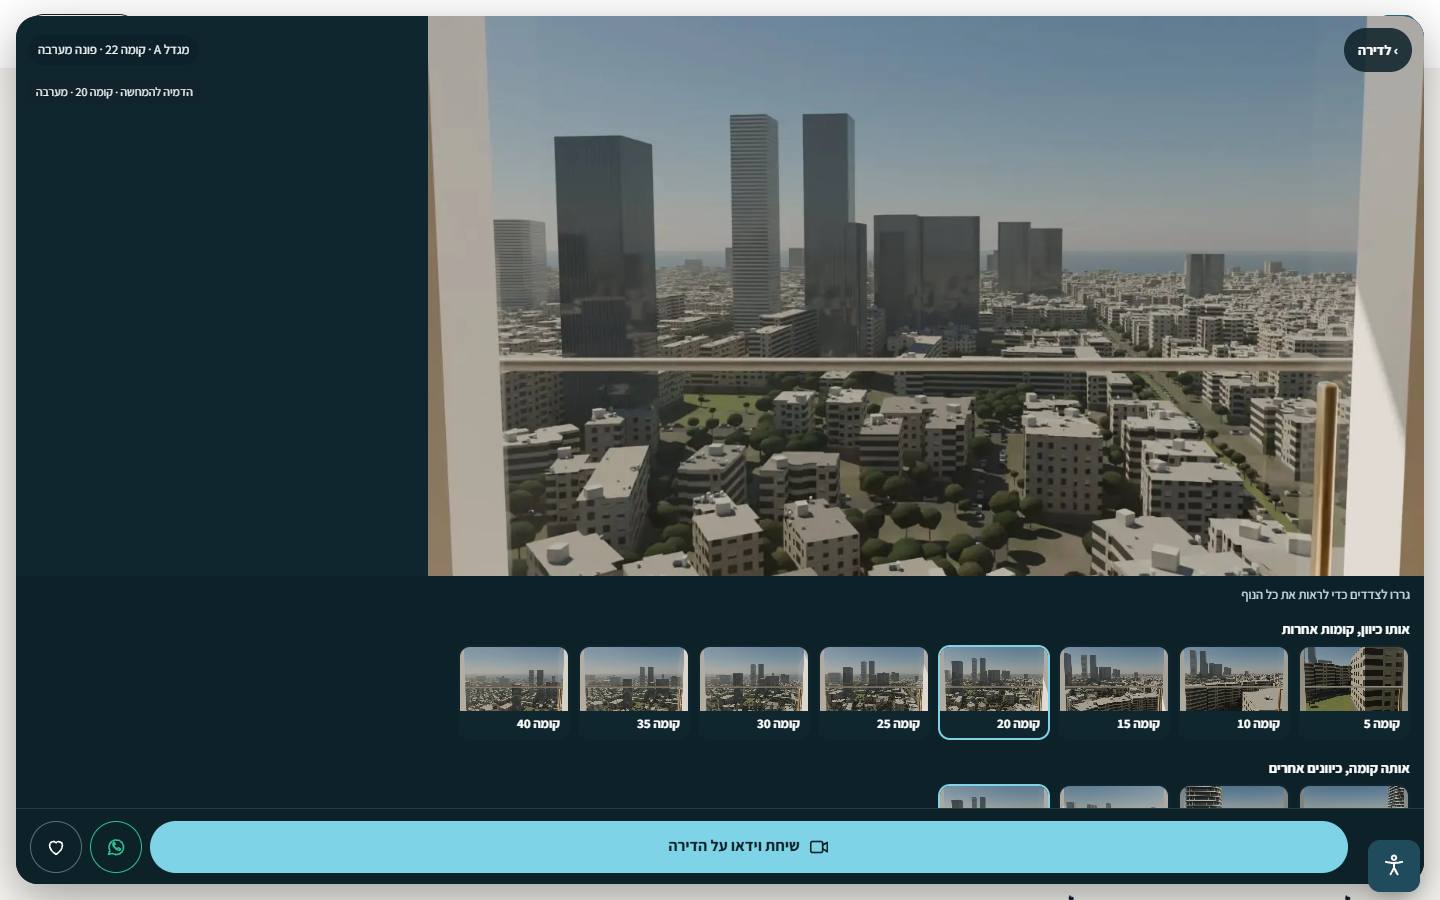 ‹ לדירה
מגדל A · קומה 22 · פונה מערבה
הדמיה להמחשה · קומה 20 · מערבה
גררו לצדדים כדי לראות את כל הנוף
אותו כיוון, קומות אחרות
קומה 5
קומה 10
קומה 15
קומה 20
קומה 25
קומה 30
קומה 35
קומה 40
אותה קומה, כיוונים אחרים
שיחת וידאו על הדירה